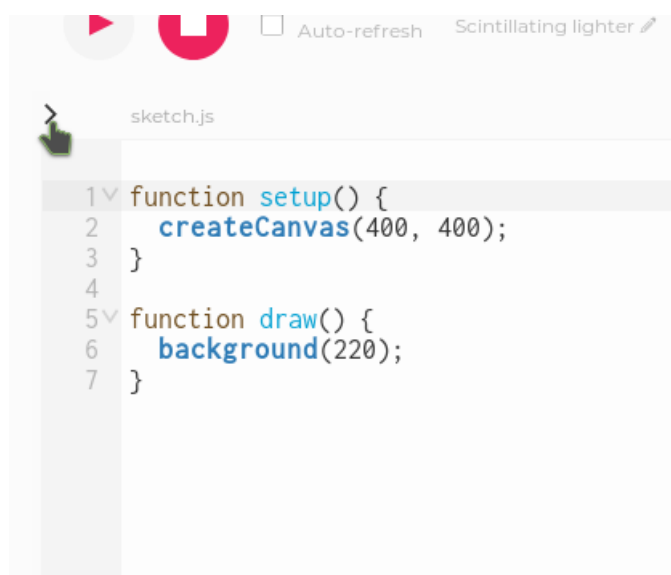 Auto-refresh Scintillating lighter
sketch.js
1 function setup() {
2   createCanvas(400, 400);
3 }
4
5 function draw() {
6   background(220);
7 }